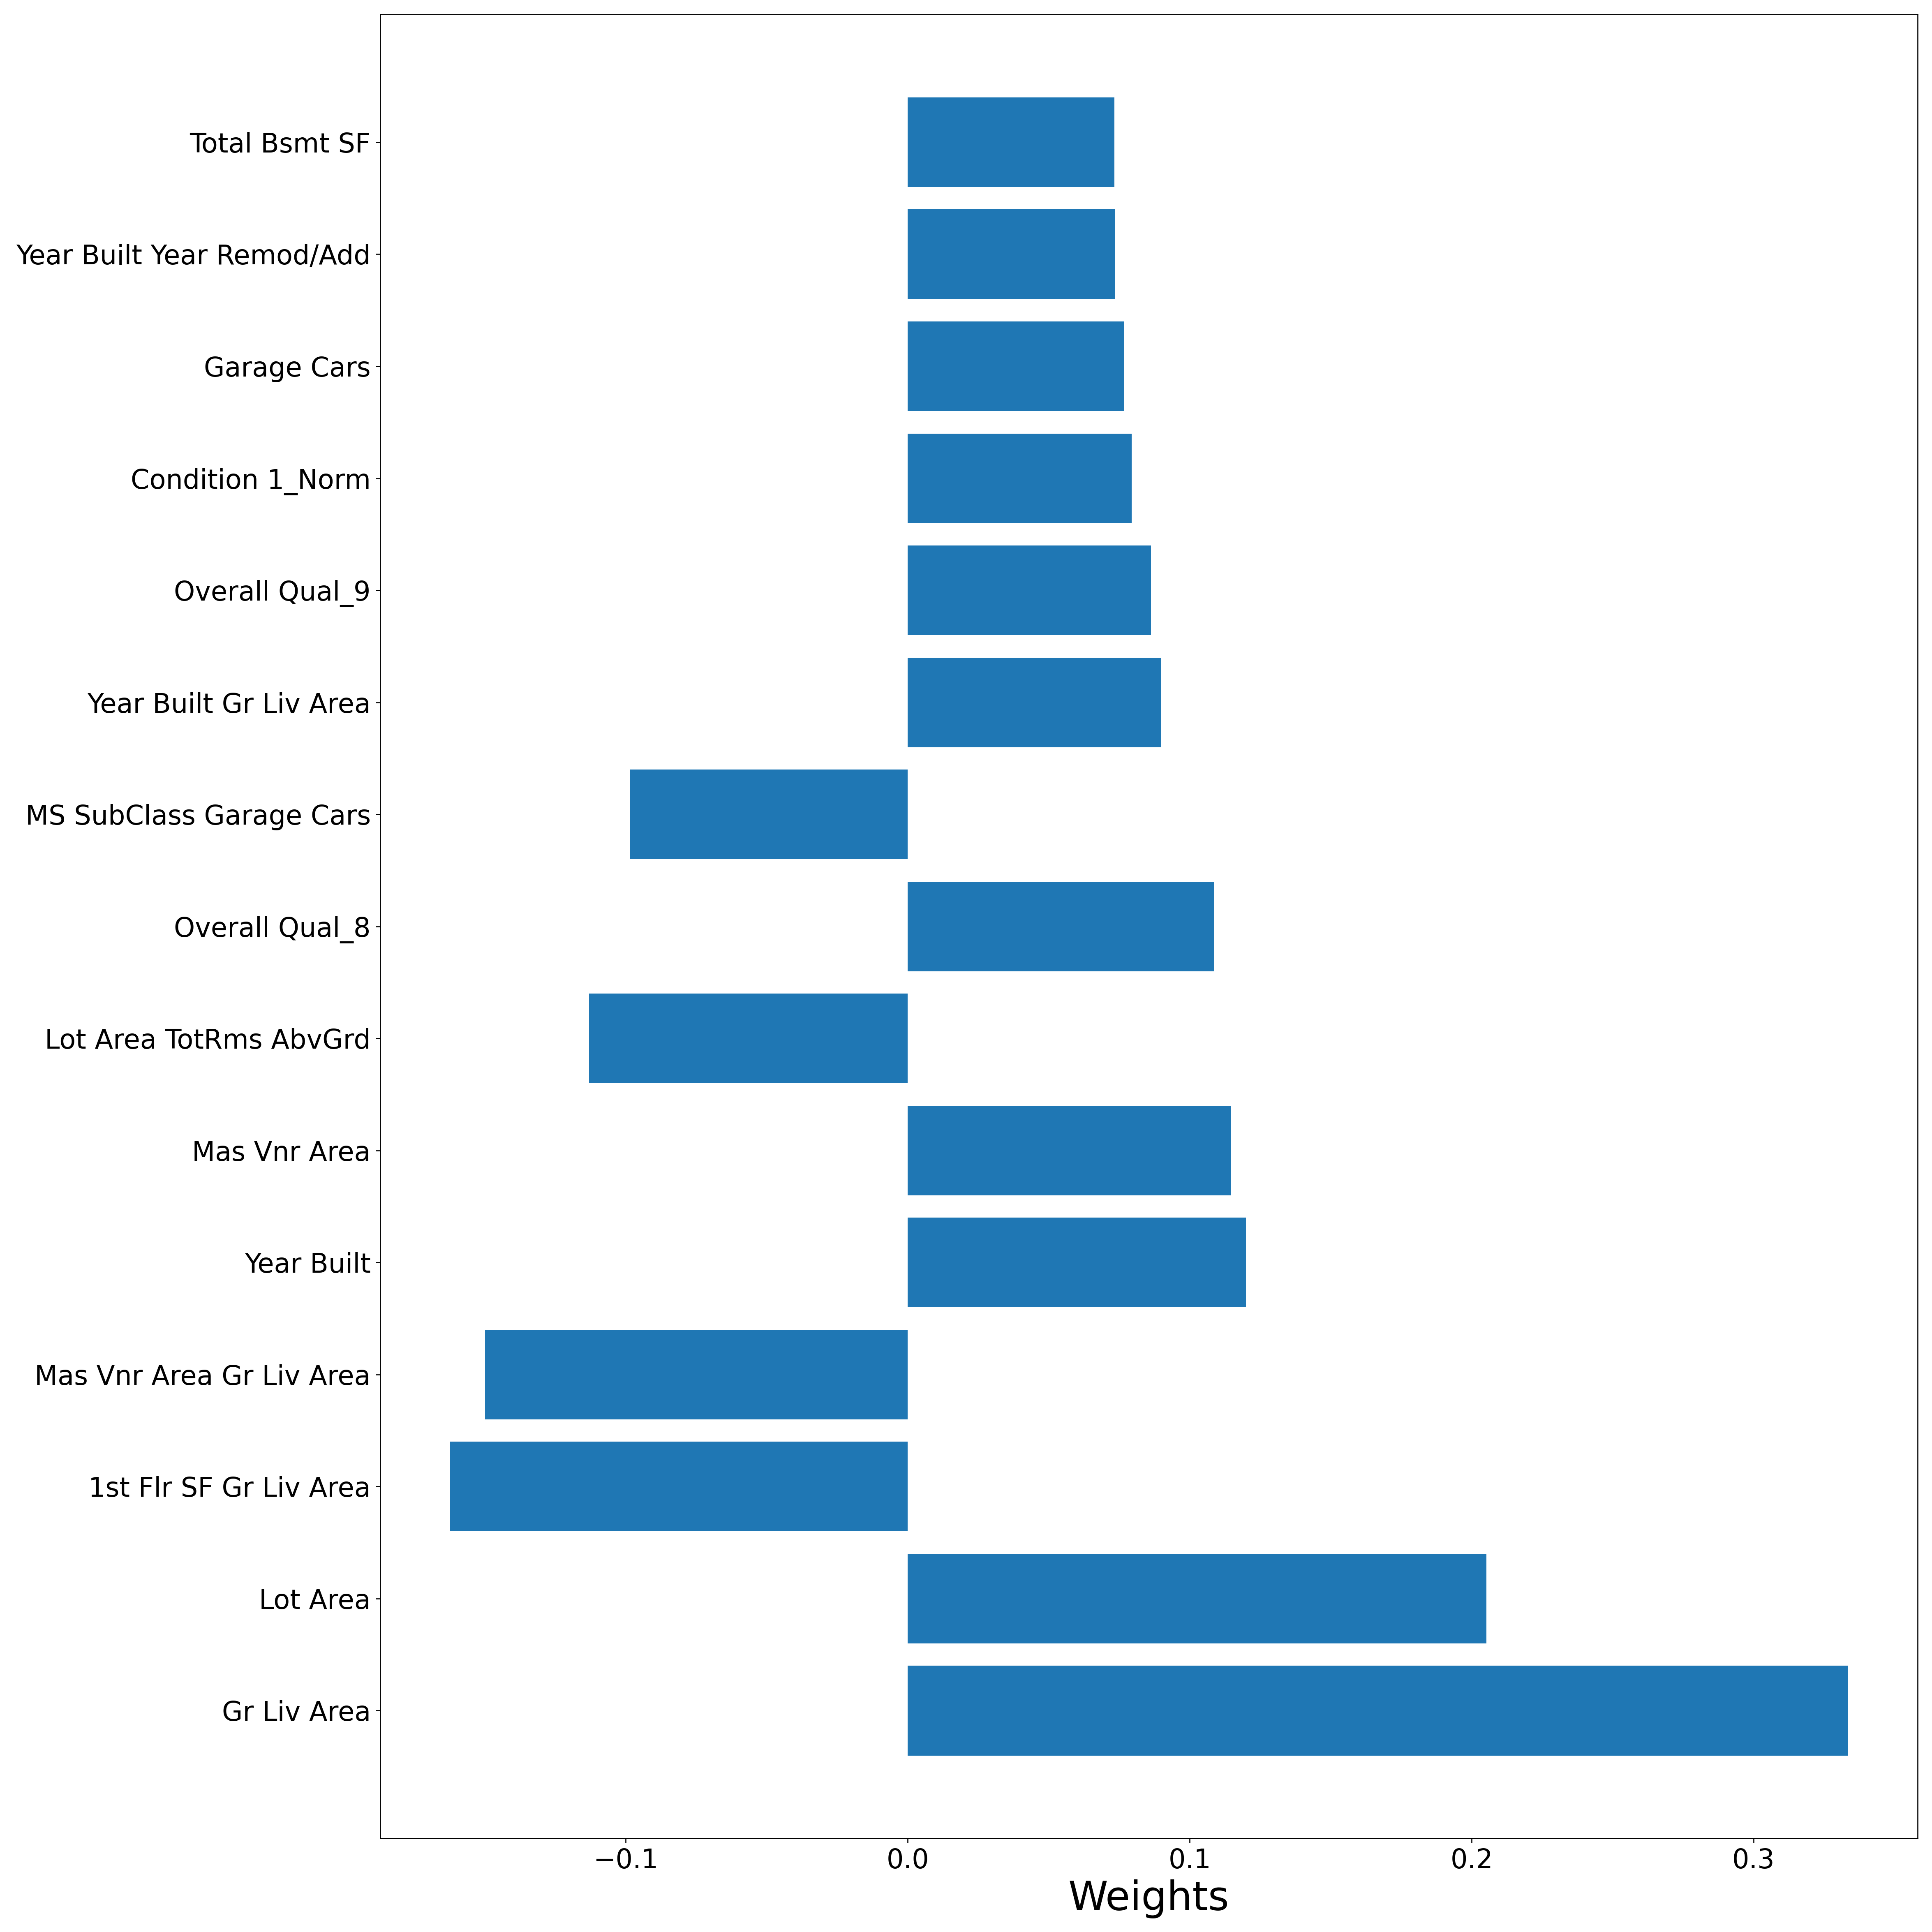 Total Bsmt SF
Year Built Year Remod/Add
Garage Cars
Condition 1_Norm
Overall Qual_9
Year Built Gr Liv Area
MS SubClass Garage Cars
Overall Qual_8
Lot Area TotRms AbvGrd
Mas Vnr Area
Year Built
Mas Vnr Area Gr Liv Area
1st Flr SF Gr Liv Area
Lot Area
Gr Liv Area
−0.1 0.0 0.1 0.2 0.3
Weights